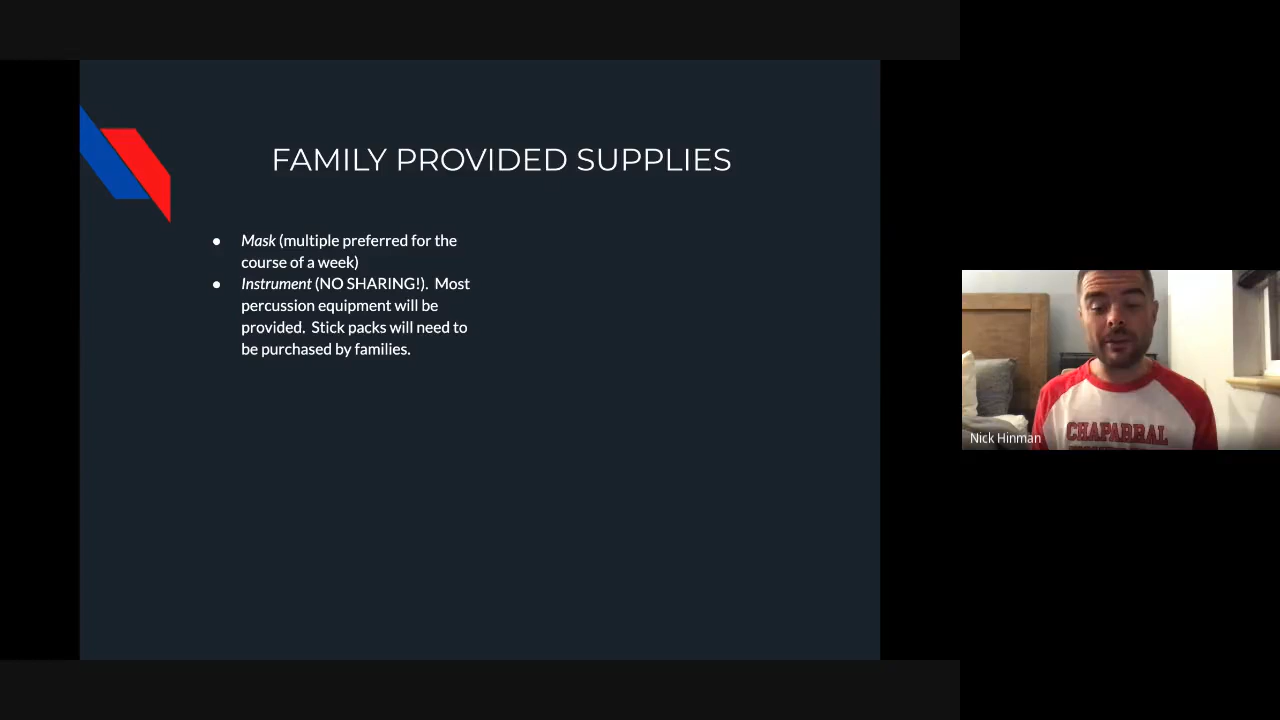 FAMILY PROVIDED SUPPLIES
● Mask (multiple preferred for the
course of a week)
● Instrument (NO SHARING!).  Most
percussion equipment will be
provided.  Stick packs will need to
be purchased by families.
CHAPARRAL
Nick Hinman